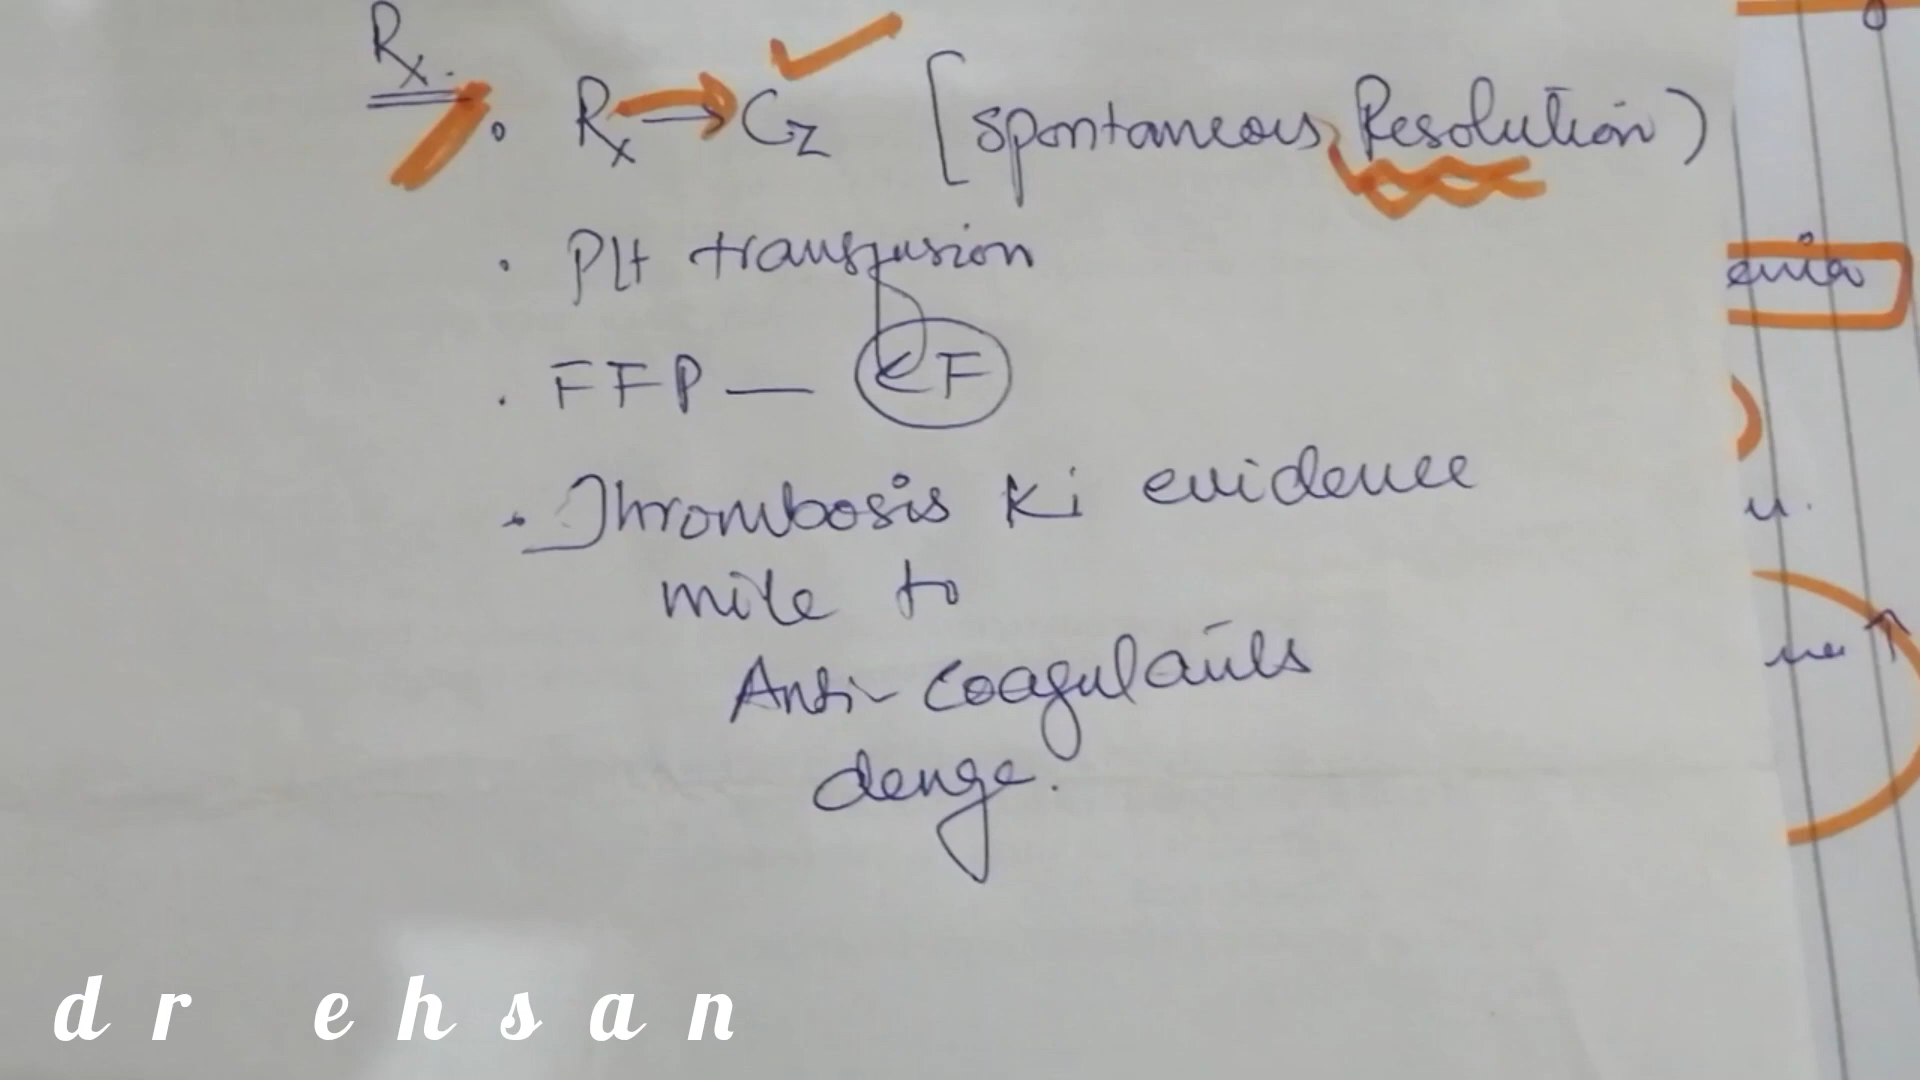 Rx.
Rx → Cz [spontaneous Resolution)
Plt transfusion
FFP — CF
Thrombosis Ki evidence
mile to
Anti-coagulants
denge.
enia
dr ehsan